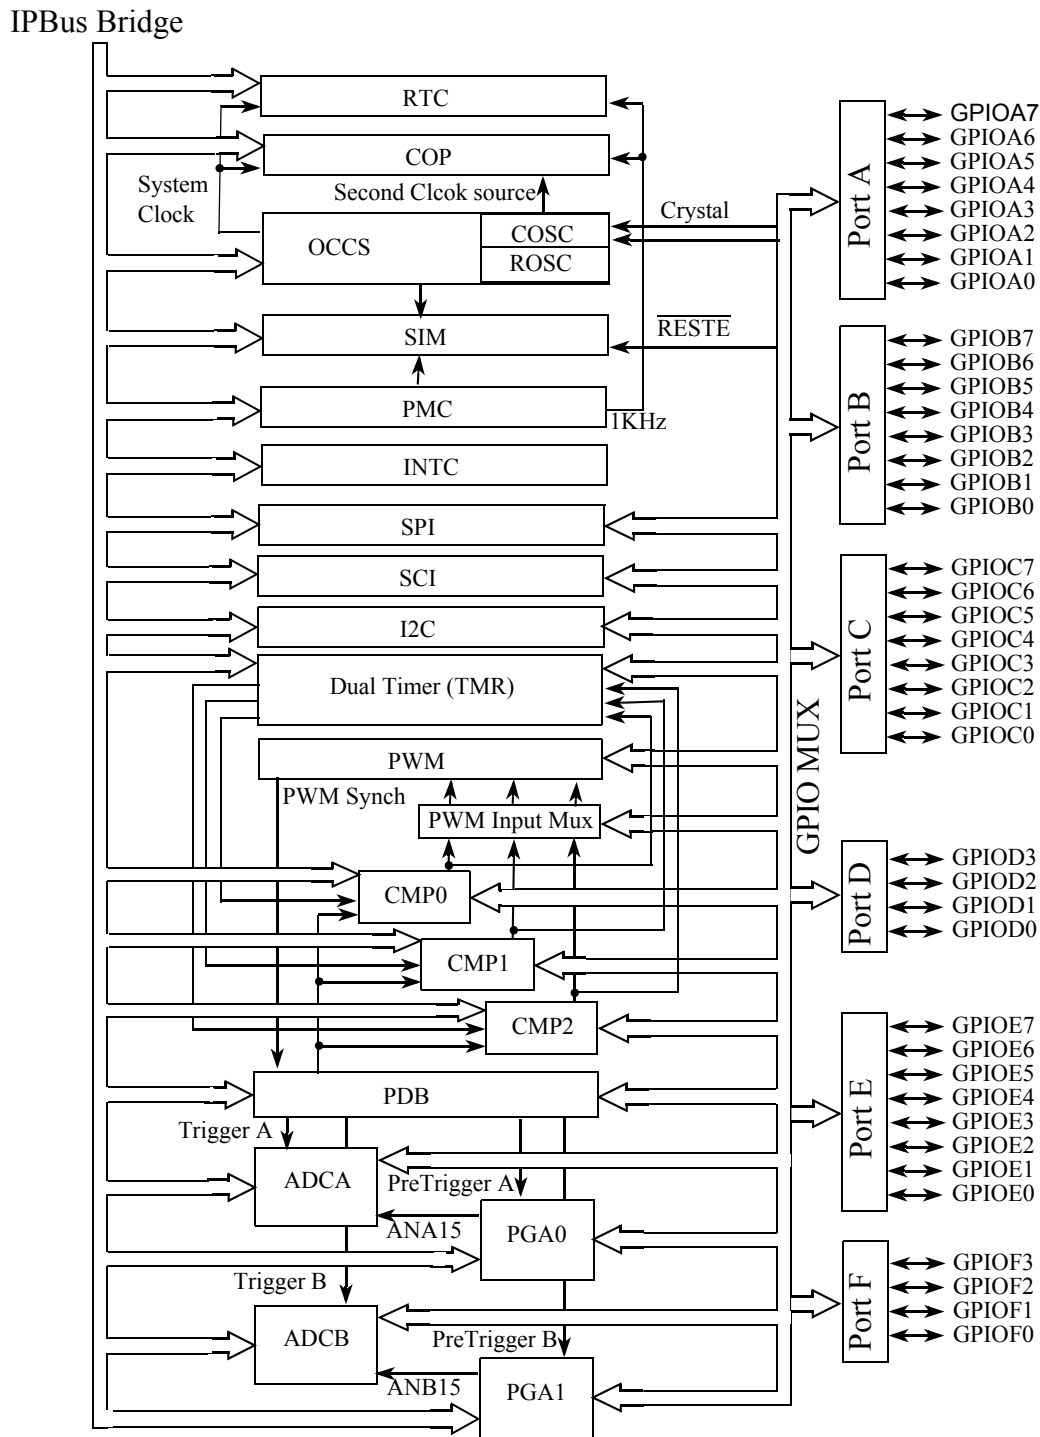 IPBus Bridge
RTC
COP
System
Clock
Second Clcok source
OCCS
COSC
ROSC
Crystal
SIM
RESTE
PMC
1KHz
INTC
SPI
SCI
I2C
Dual Timer (TMR)
PWM
PWM Synch
PWM Input Mux
CMP0
CMP1
CMP2
PDB
Trigger A
ADCA
PreTrigger A
ANA15
PGA0
Trigger B
ADCB
PreTrigger B
ANB15
PGA1
GPIO MUX
Port A
GPIOA7
GPIOA6
GPIOA5
GPIOA4
GPIOA3
GPIOA2
GPIOA1
GPIOA0
Port B
GPIOB7
GPIOB6
GPIOB5
GPIOB4
GPIOB3
GPIOB2
GPIOB1
GPIOB0
Port C
GPIOC7
GPIOC6
GPIOC5
GPIOC4
GPIOC3
GPIOC2
GPIOC1
GPIOC0
Port D
GPIOD3
GPIOD2
GPIOD1
GPIOD0
Port E
GPIOE7
GPIOE6
GPIOE5
GPIOE4
GPIOE3
GPIOE2
GPIOE1
GPIOE0
Port F
GPIOF3
GPIOF2
GPIOF1
GPIOF0